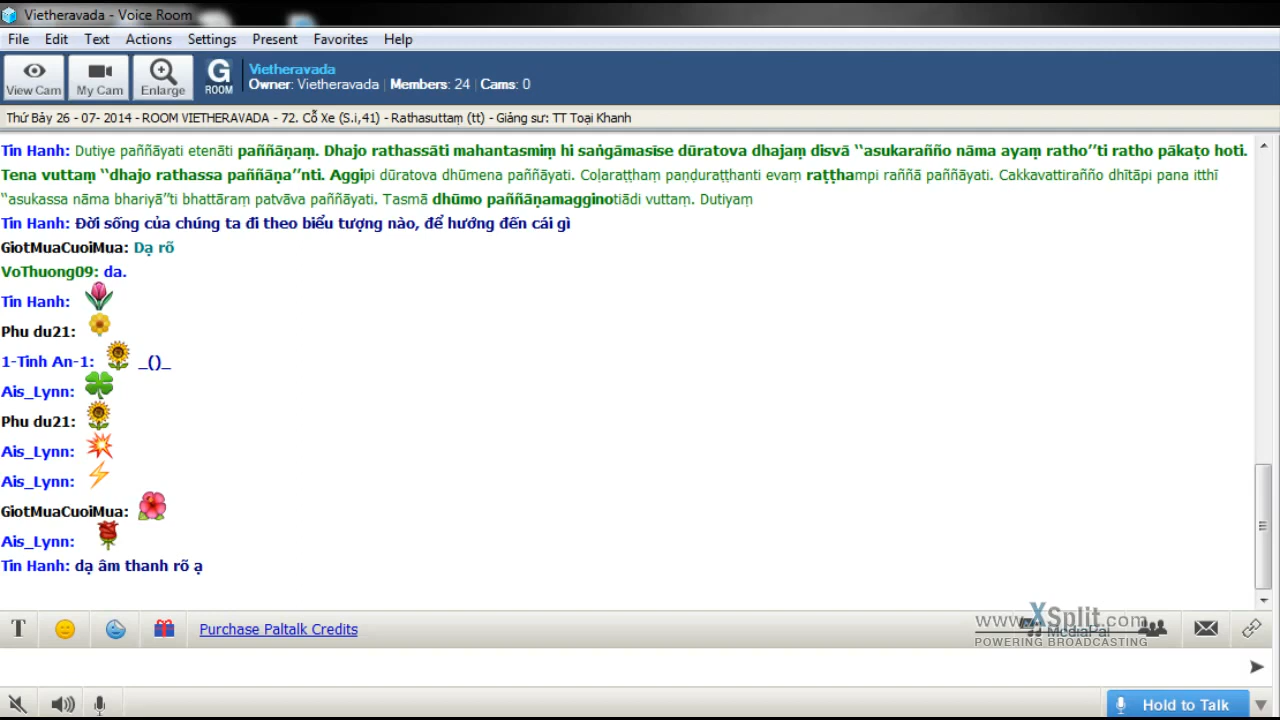 Vietheravada - Voice Room
File Edit Text Actions Settings Present Favorites Help
View Cam My Cam Enlarge G ROOM
Vietheravada
Owner: Vietheravada | Members: 24 | Cams: 0
Thứ Bảy 26 - 07- 2014 - ROOM VIETHERAVADA - 72. Cỗ Xe (S.i,41) - Rathasuttaṃ (tt) - Giảng sư: TT Toại Khanh
Tin Hanh: Dutiye paññāyati etenāti paññāṇaṃ. Dhajo rathassāti mahantasmiṃ hi saṅgāmasīse dūratova dhajaṃ disvā ‘‘asukarañño nāma ayaṃ ratho’’ti ratho pākaṭo hoti.
Tena vuttaṃ ‘‘dhajo rathassa paññāṇa’’nti. Aggipi dūratova dhūmena paññāyati. Coḷaraṭṭhaṃ paṇḍuraṭṭhanti evaṃ raṭṭhampi raññā paññāyati. Cakkavattirañño dhītāpi pana itthī
‘‘asukassa nāma bhariyā’’ti bhattāraṃ patvāva paññāyati. Tasmā dhūmo paññāṇamagginotiādi vuttaṃ. Dutiyaṃ
Tin Hanh: Đời sống của chúng ta đi theo biểu tượng nào, để hướng đến cái gì
GiotMuaCuoiMua: Dạ rõ
VoThuong09: da.
Tin Hanh:
Phu du21:
1-Tinh An-1: _()_
Ais_Lynn:
Phu du21:
Ais_Lynn:
Ais_Lynn:
GiotMuaCuoiMua:
Ais_Lynn:
Tin Hanh: dạ âm thanh rõ ạ
T Purchase Paltalk Credits
www.XSplit.com
MediaPal
POWERING BROADCASTING
Hold to Talk